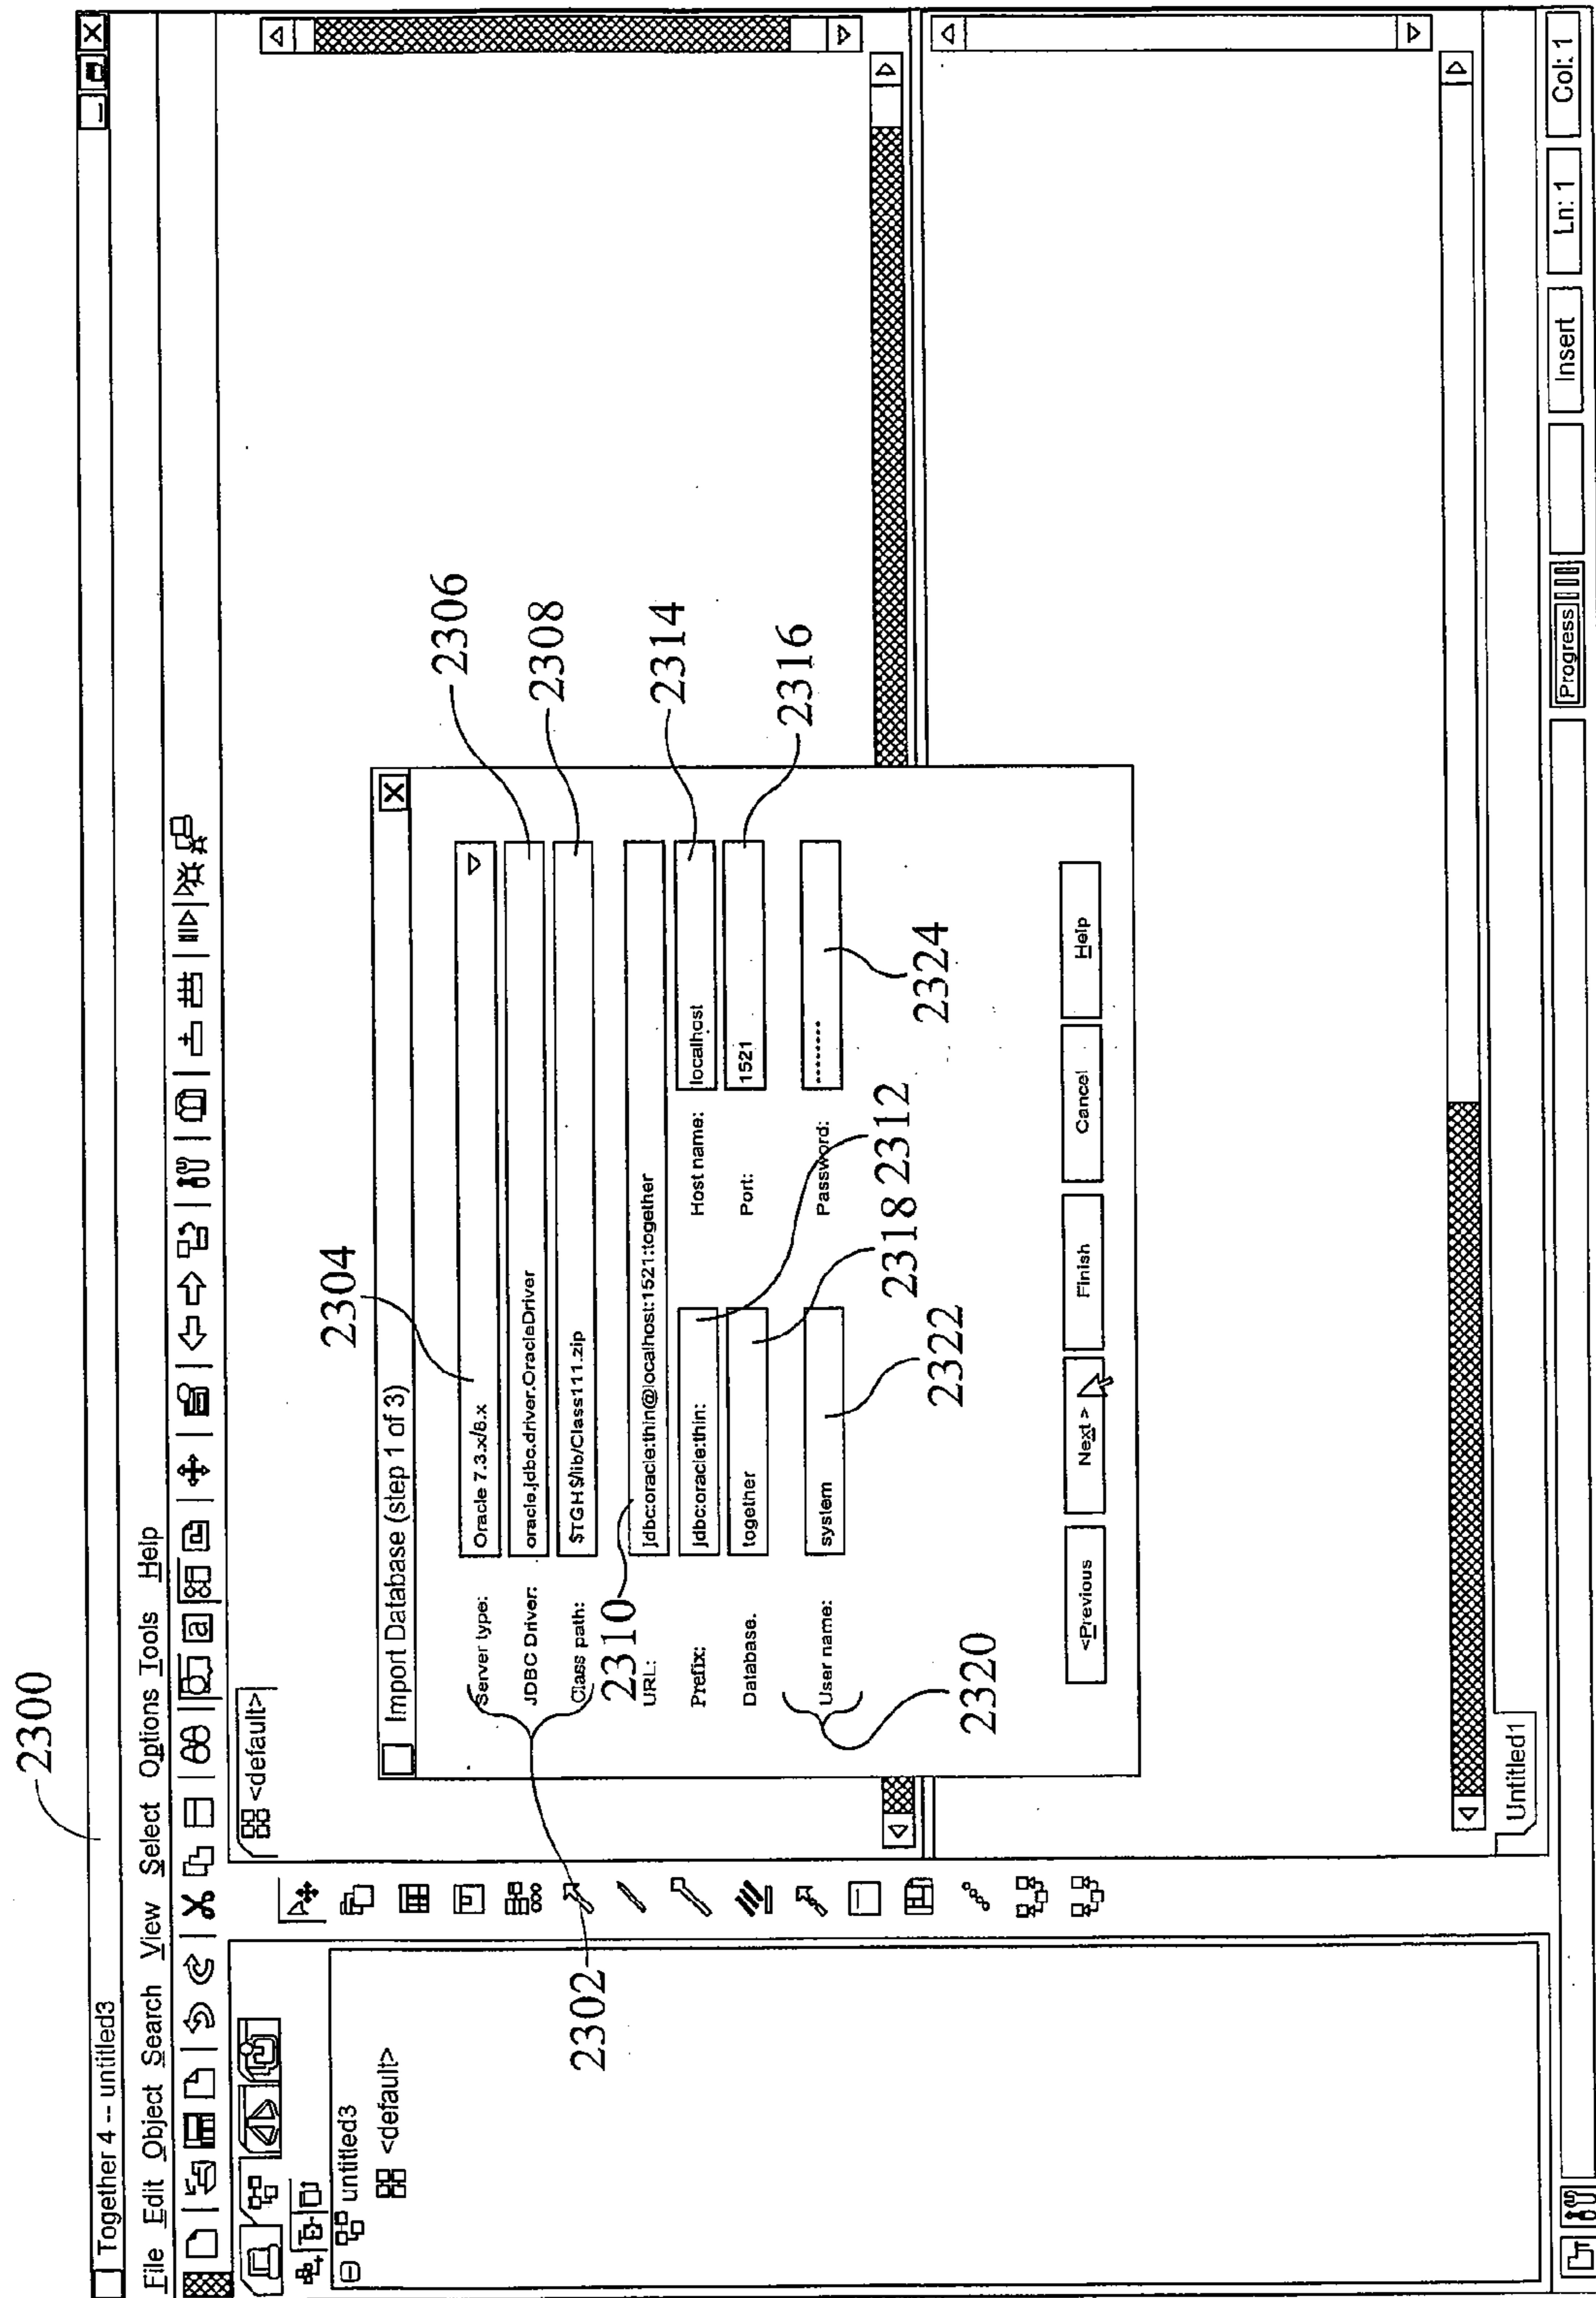 2300
Together 4 -- untitled3
File Edit Object Search View Select Options Tools Help
a
<default>
untitled3
<default>
2304
Import Database (step 1 of 3)
Server type:
Oracle 7.3.x/8.x
2306
JDBC Driver:
oracle.jdbc.driver.OracleDriver
2308
Class path:
$TGH$/lib/Class111.zip
2302
2310
URL:
jdbc:oracle:thin@localhost:1521:together
Prefix:
jdbc:oracle:thin:
Host name:
localhost
2314
Database.
together
Port:
1521
2316
User name:
system
Password:
........
2312
2318
2320
2322
2324
<Previous
Next >
Finish
Cancel
Help
Untitled1
Progress
Insert
Ln: 1
Col: 1